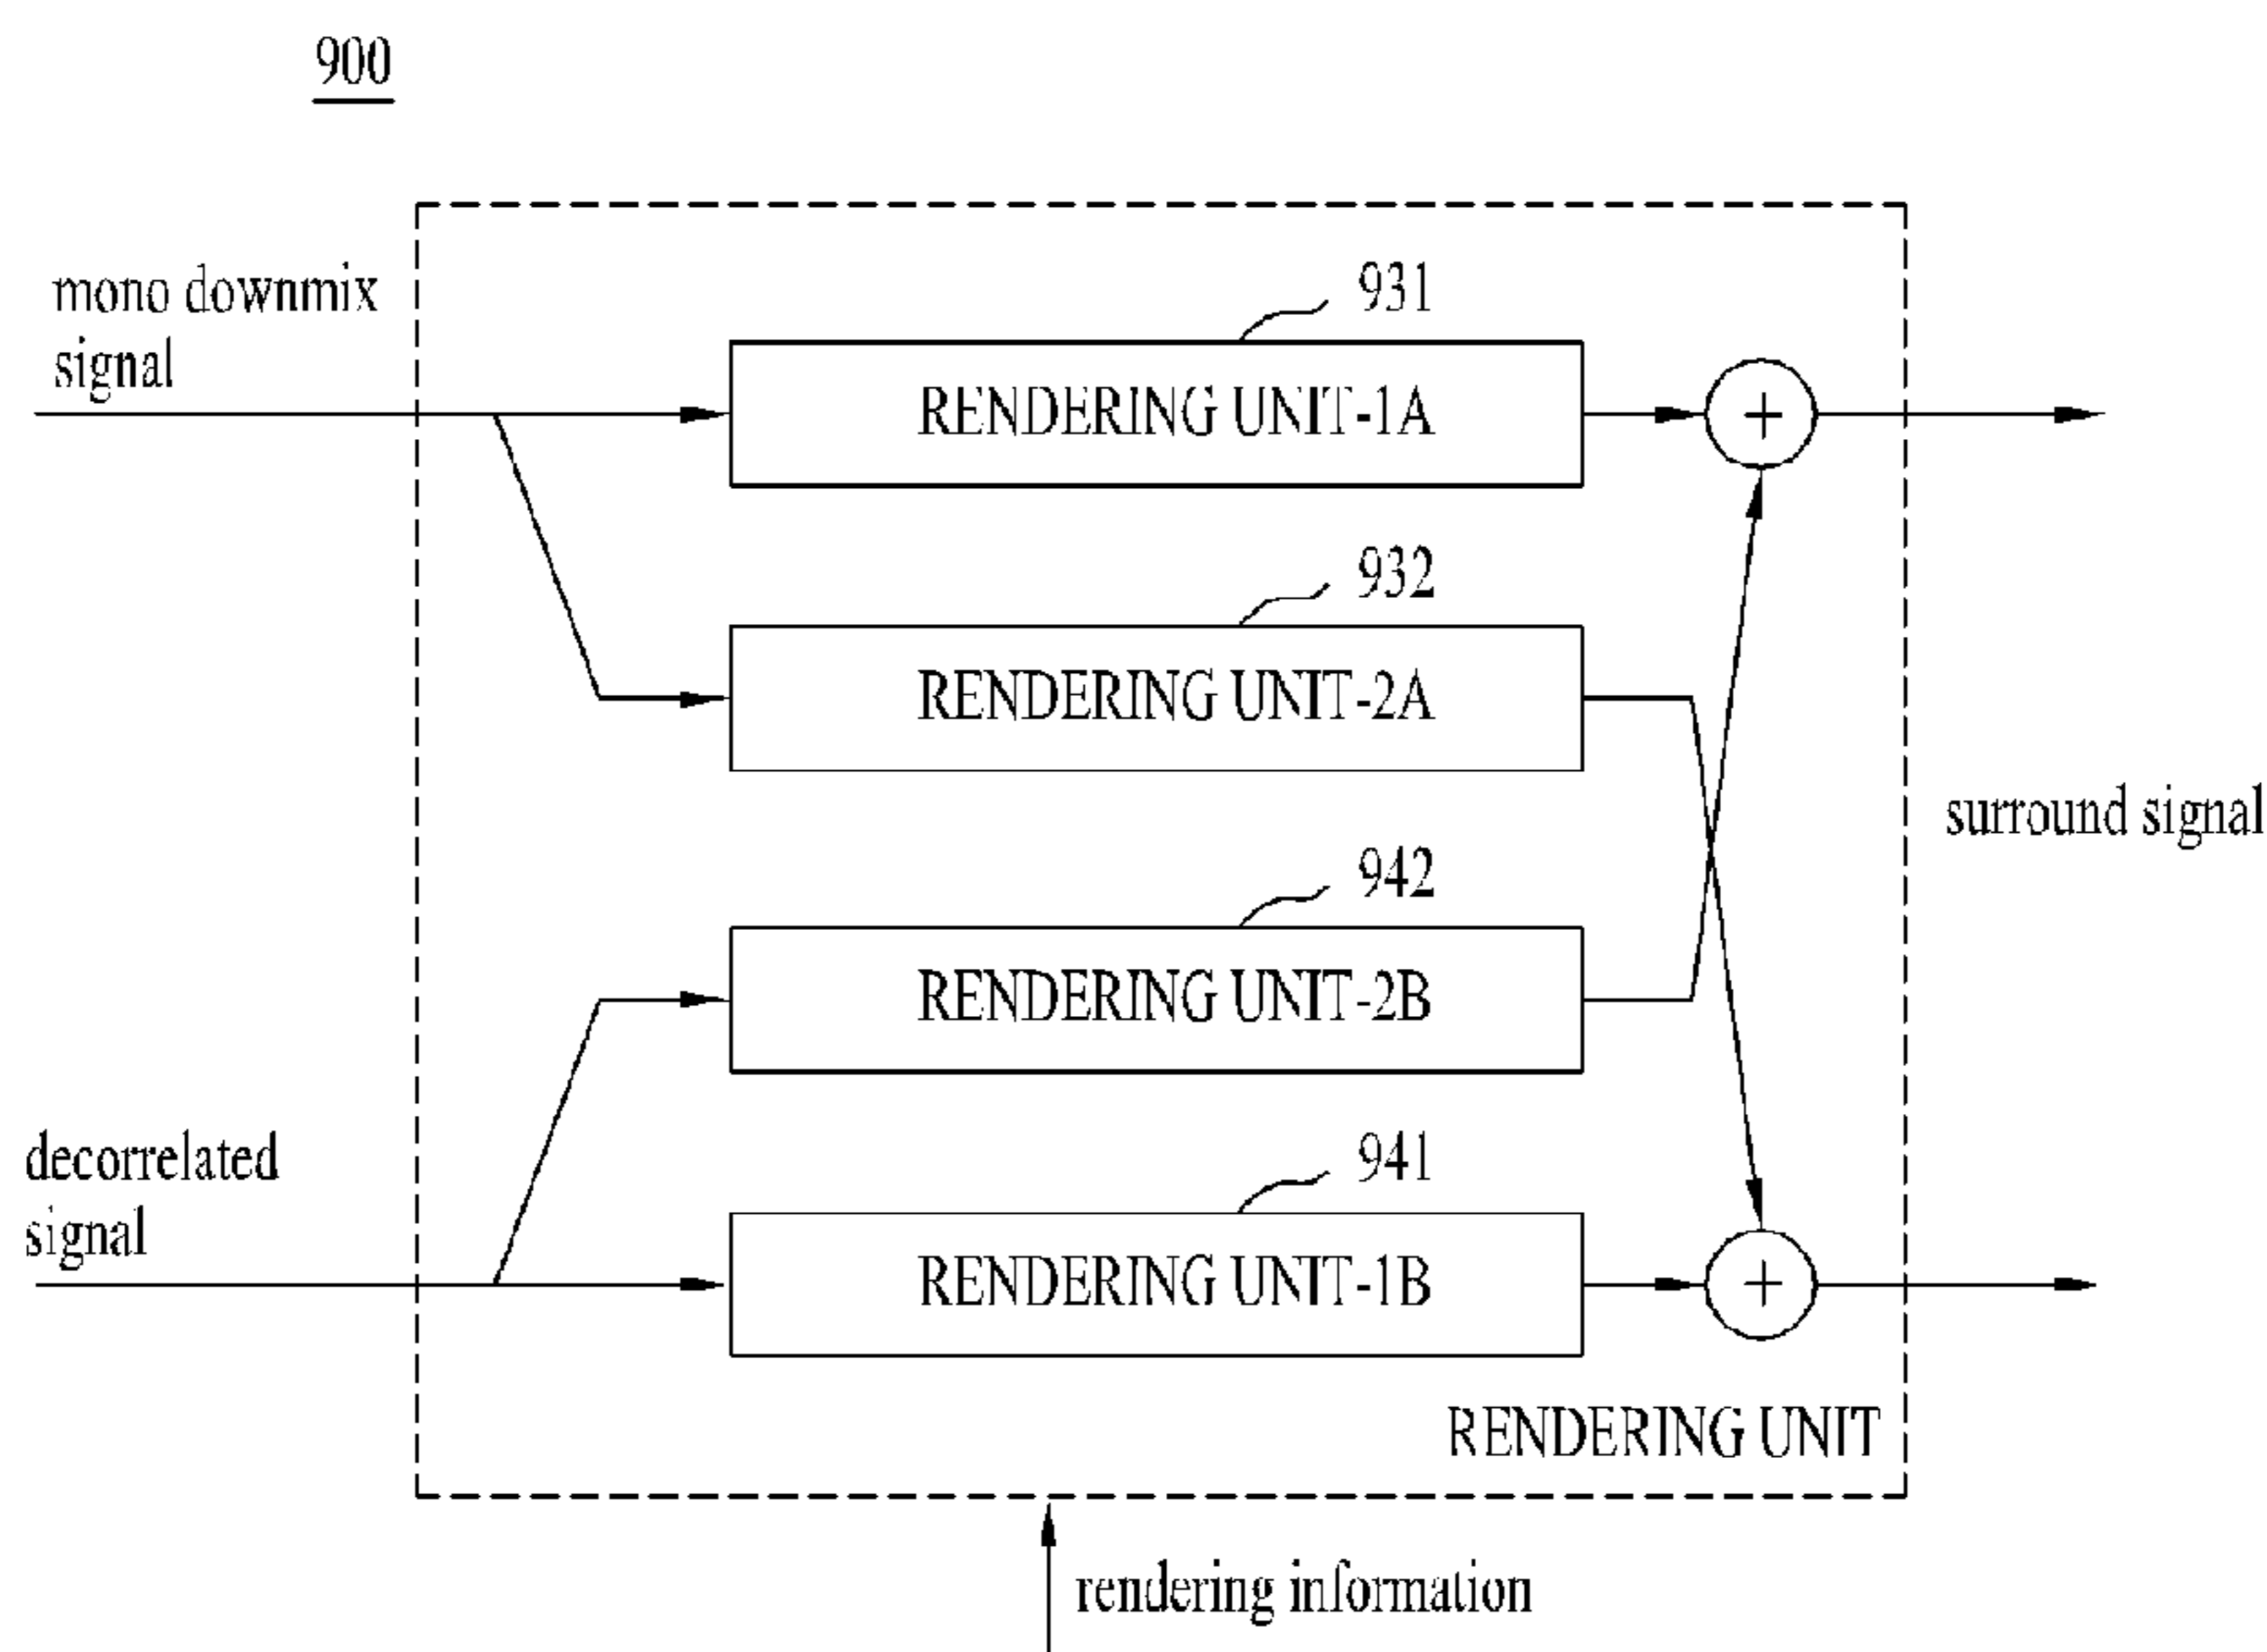 900
mono downmix
signal
931
RENDERING UNIT-1A
+
932
RENDERING UNIT-2A
942
RENDERING UNIT-2B
surround signal
decorrelated
signal
941
RENDERING UNIT-1B
+
RENDERING UNIT
rendering information